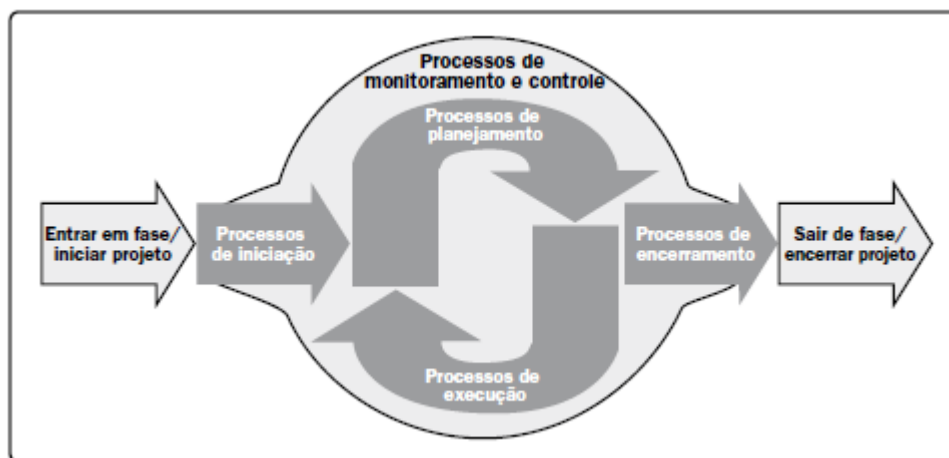 Processos de
monitoramento e controle
Processos de
planejamento
Entrar em fase/
iniciar projeto
Processos
de iniciação
Processos de
encerramento
Sair de fase/
encerrar projeto
Processos de
execução